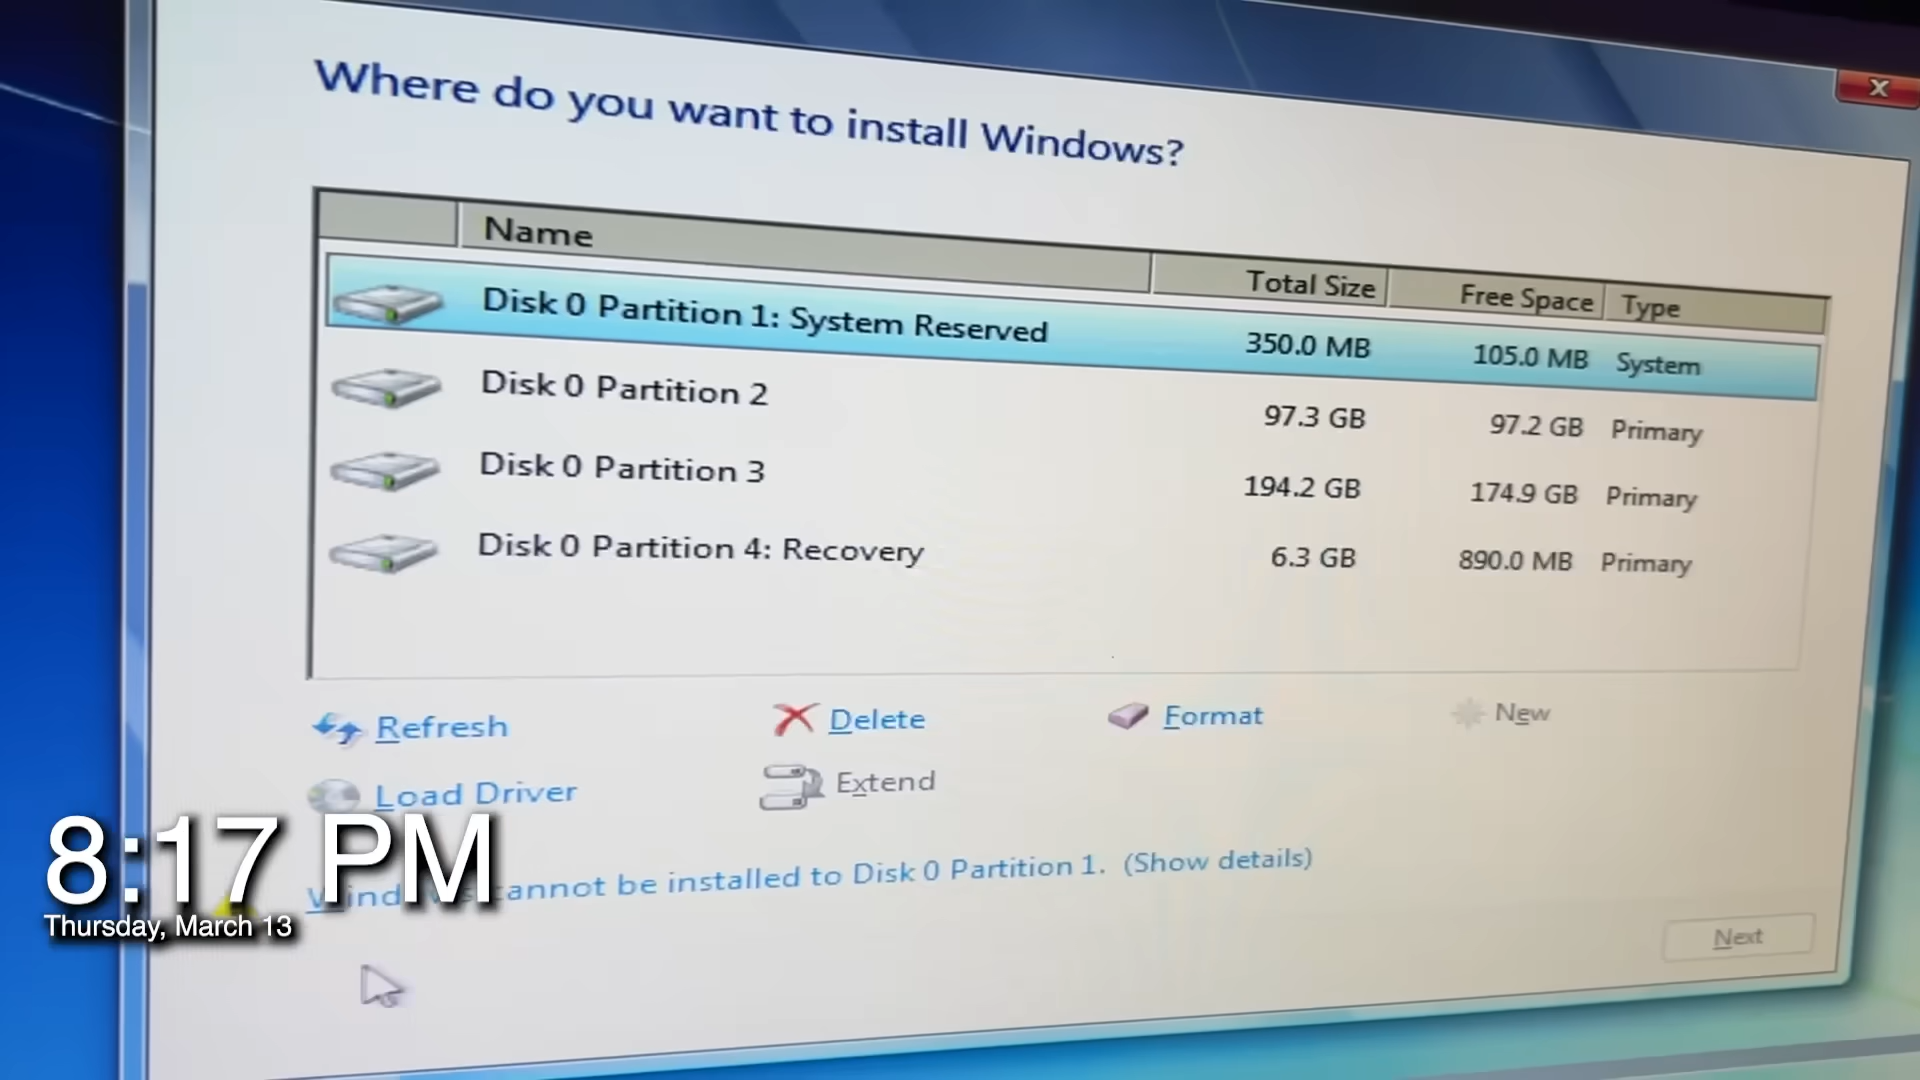 Where do you want to install Windows?
Name Total Size Free Space Type
Disk 0 Partition 1: System Reserved 350.0 MB 105.0 MB System
Disk 0 Partition 2 97.3 GB 97.2 GB Primary
Disk 0 Partition 3 194.2 GB 174.9 GB Primary
Disk 0 Partition 4: Recovery 6.3 GB 890.0 MB Primary
Refresh Delete Format New
Load Driver Extend
8:17 PM
Windows cannot be installed to Disk 0 Partition 1. (Show details)
Thursday, March 13
Next